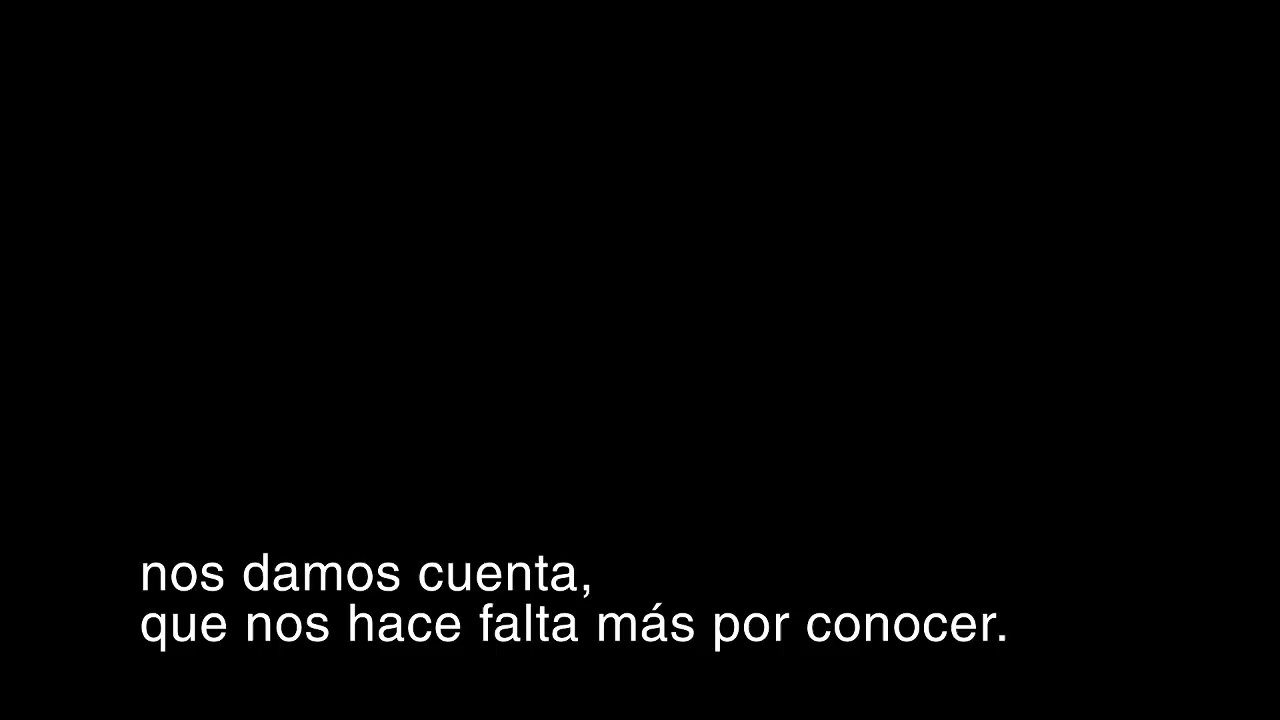 nos damos cuenta,
que nos hace falta más por conocer.